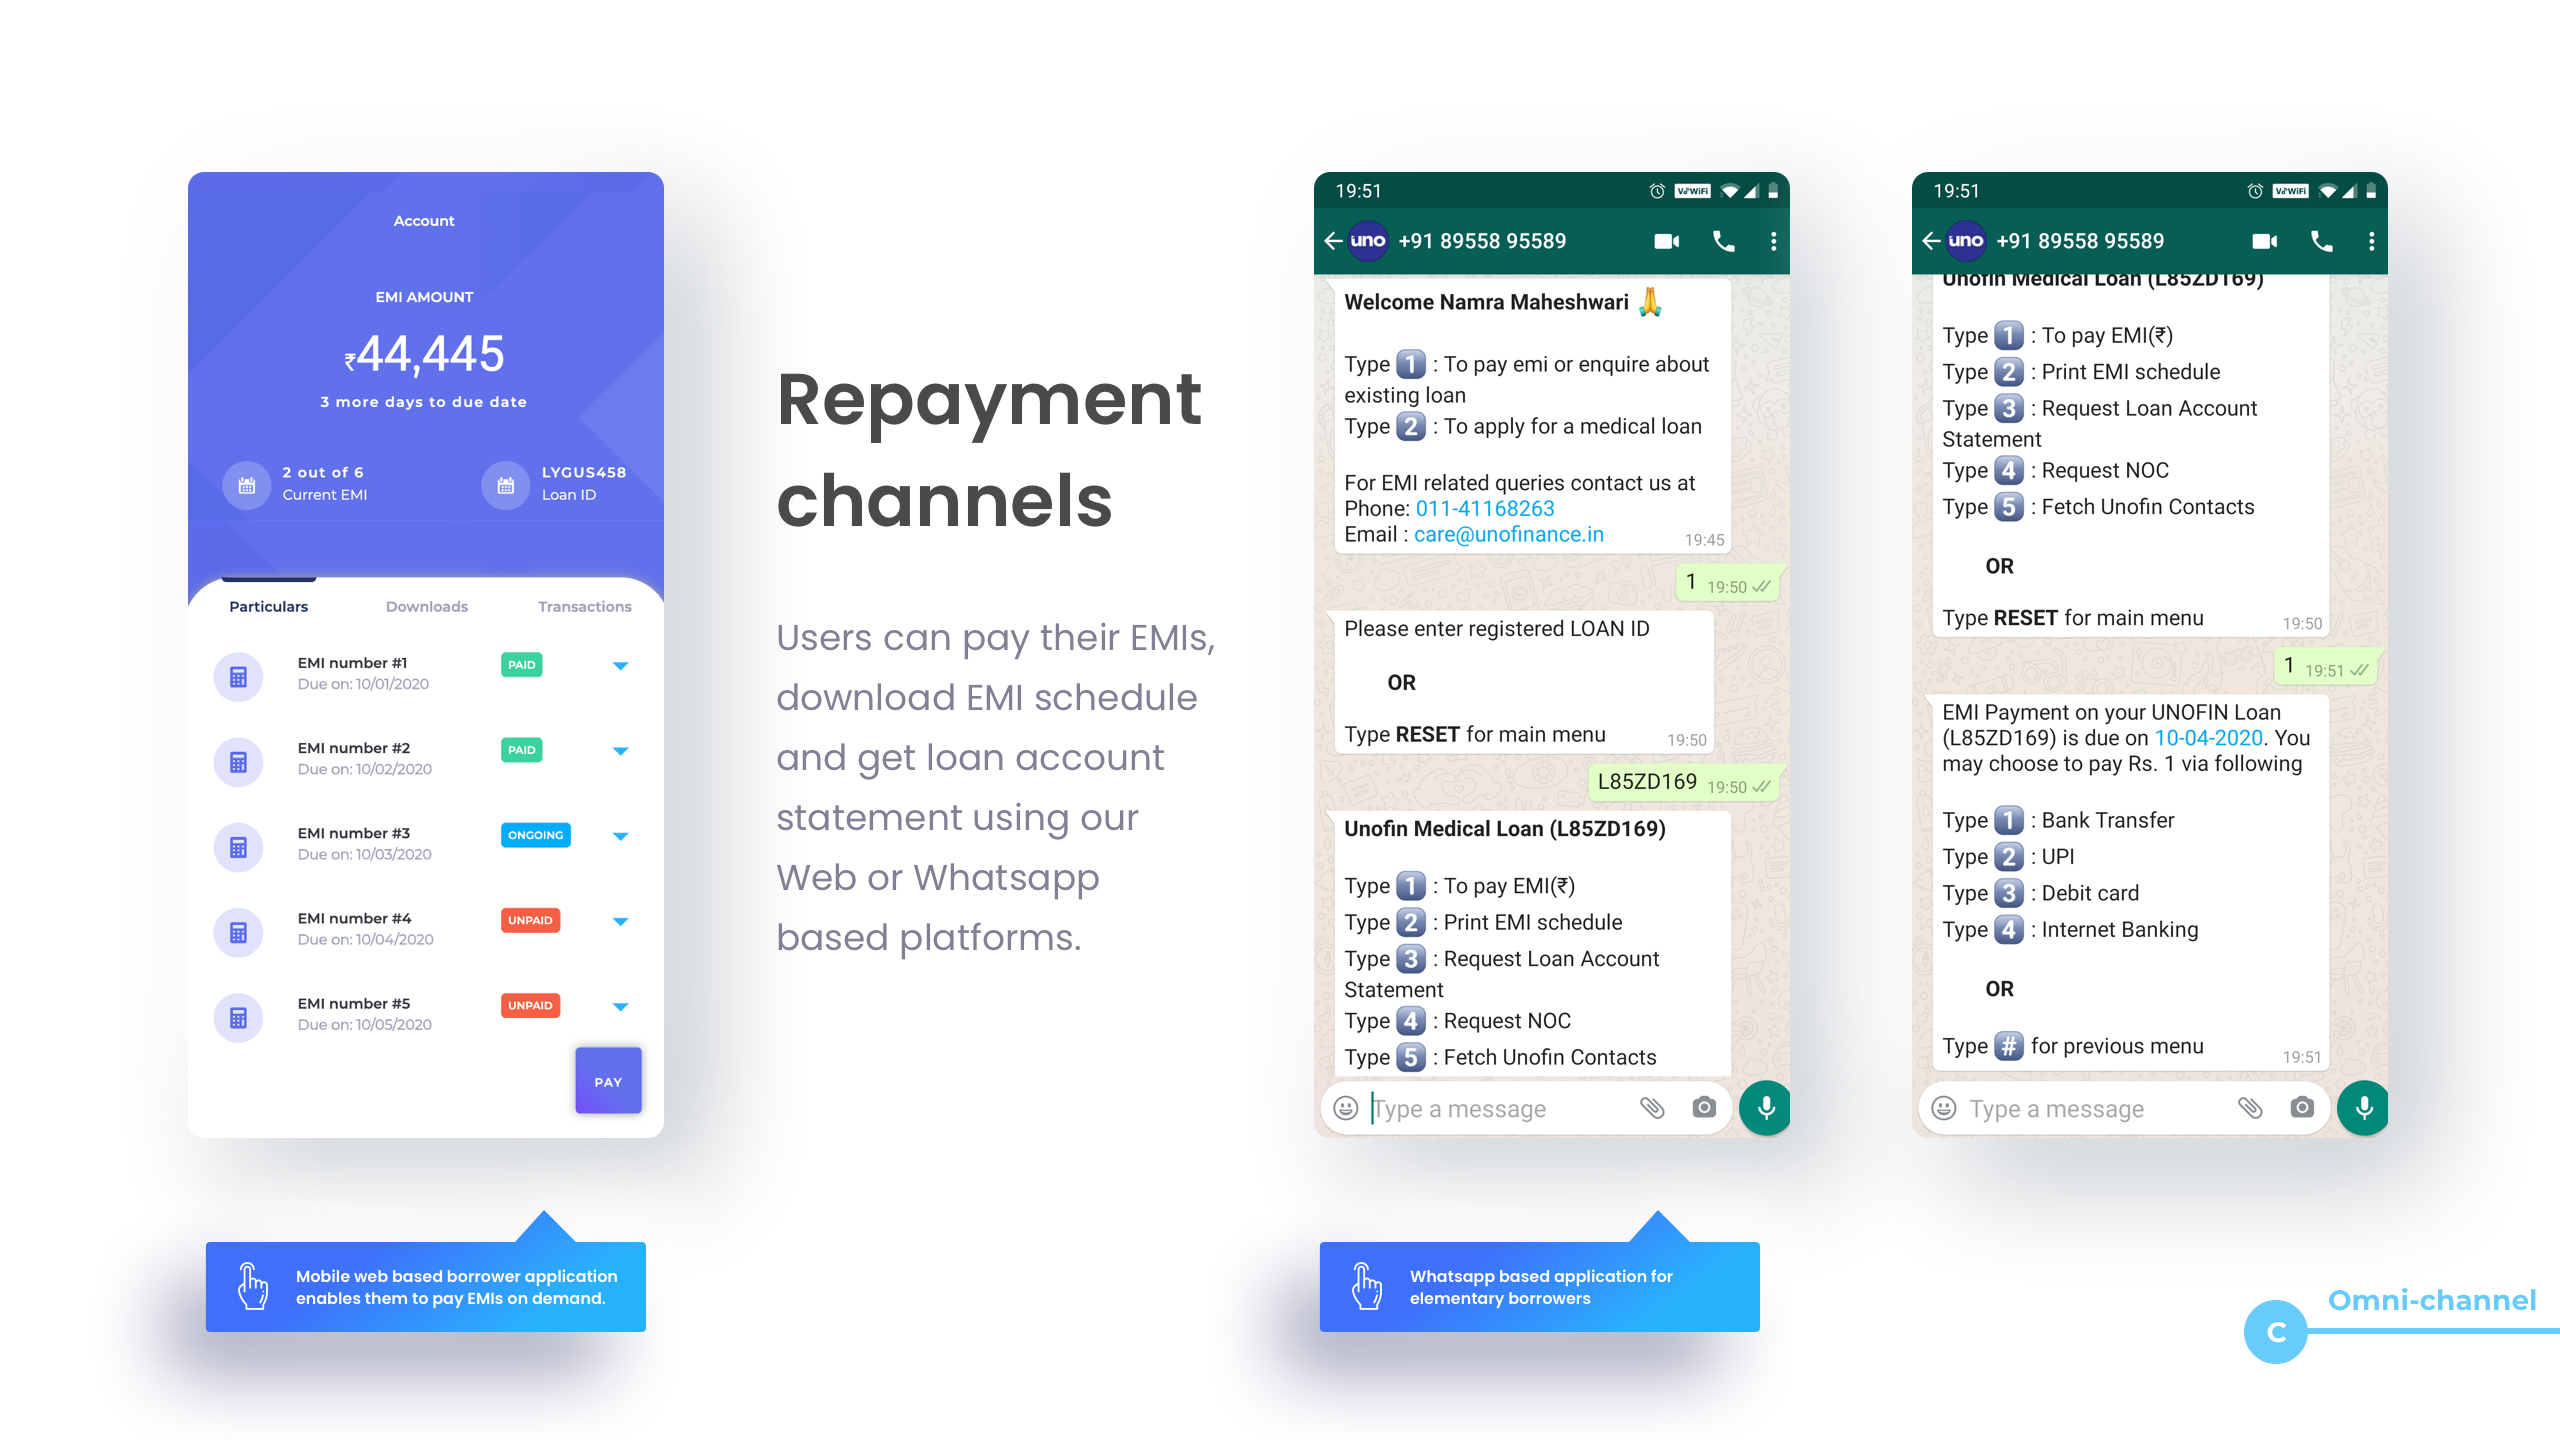 Account
EMI AMOUNT
₹44,445
3 more days to due date
2 out of 6
Current EMI
LYGUS458
Loan ID
Particulars Downloads Transactions
EMI number #1 PAID
Due on: 10/01/2020
EMI number #2 PAID
Due on: 10/02/2020
EMI number #3 ONGOING
Due on: 10/03/2020
EMI number #4 UNPAID
Due on: 10/04/2020
EMI number #5 UNPAID
Due on: 10/05/2020
PAY
Mobile web based borrower application
enables them to pay EMIs on demand.
Repayment
channels
Users can pay their EMIs,
download EMI schedule
and get loan account
statement using our
Web or Whatsapp
based platforms.
19:51 VoWiFi
uno +91 89558 95589
Welcome Namra Maheshwari 🙏
Type 1 : To pay emi or enquire about
existing loan
Type 2 : To apply for a medical loan
For EMI related queries contact us at
Phone: 011-41168263
Email : care@unofinance.in 19:45
1 19:50
Please enter registered LOAN ID
OR
Type RESET for main menu 19:50
L85ZD169 19:50
Unofin Medical Loan (L85ZD169)
Type 1 : To pay EMI(₹)
Type 2 : Print EMI schedule
Type 3 : Request Loan Account
Statement
Type 4 : Request NOC
Type 5 : Fetch Unofin Contacts
Type a message
Whatsapp based application for
elementary borrowers
19:51 VoWiFi
uno +91 89558 95589
Unofin Medical Loan (L85ZD169)
Type 1 : To pay EMI(₹)
Type 2 : Print EMI schedule
Type 3 : Request Loan Account
Statement
Type 4 : Request NOC
Type 5 : Fetch Unofin Contacts
OR
Type RESET for main menu 19:50
1 19:51
EMI Payment on your UNOFIN Loan
(L85ZD169) is due on 10-04-2020. You
may choose to pay Rs. 1 via following
Type 1 : Bank Transfer
Type 2 : UPI
Type 3 : Debit card
Type 4 : Internet Banking
OR
Type # for previous menu 19:51
Type a message
Omni-channel
C